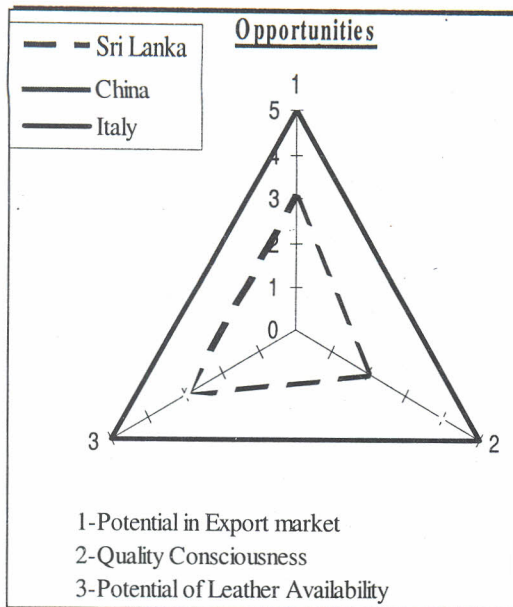 Opportunities
Sri Lanka
China
Italy
1
5
4
3
2
1
0
3
2
1-Potential in Export market
2-Quality Consciousness
3-Potential of Leather Availability